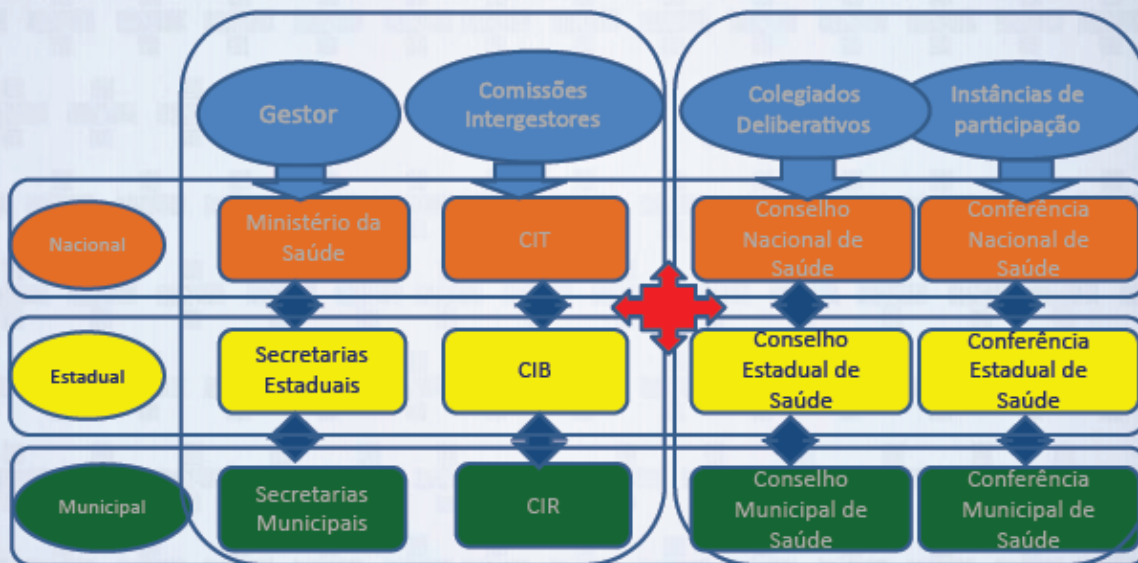 Gestor
Comissões
Intergestores
Colegiados
Deliberativos
Instâncias de
participação
Nacional
Ministério da
Saúde
CIT
Conselho
Nacional de
Saúde
Conferência
Nacional de
Saúde
Estadual
Secretarias
Estaduais
CIB
Conselho
Estadual de
Saúde
Conferência
Estadual de
Saúde
Municipal
Secretarias
Municipais
CIR
Conselho
Municipal de
Saúde
Conferência
Municipal de
Saúde